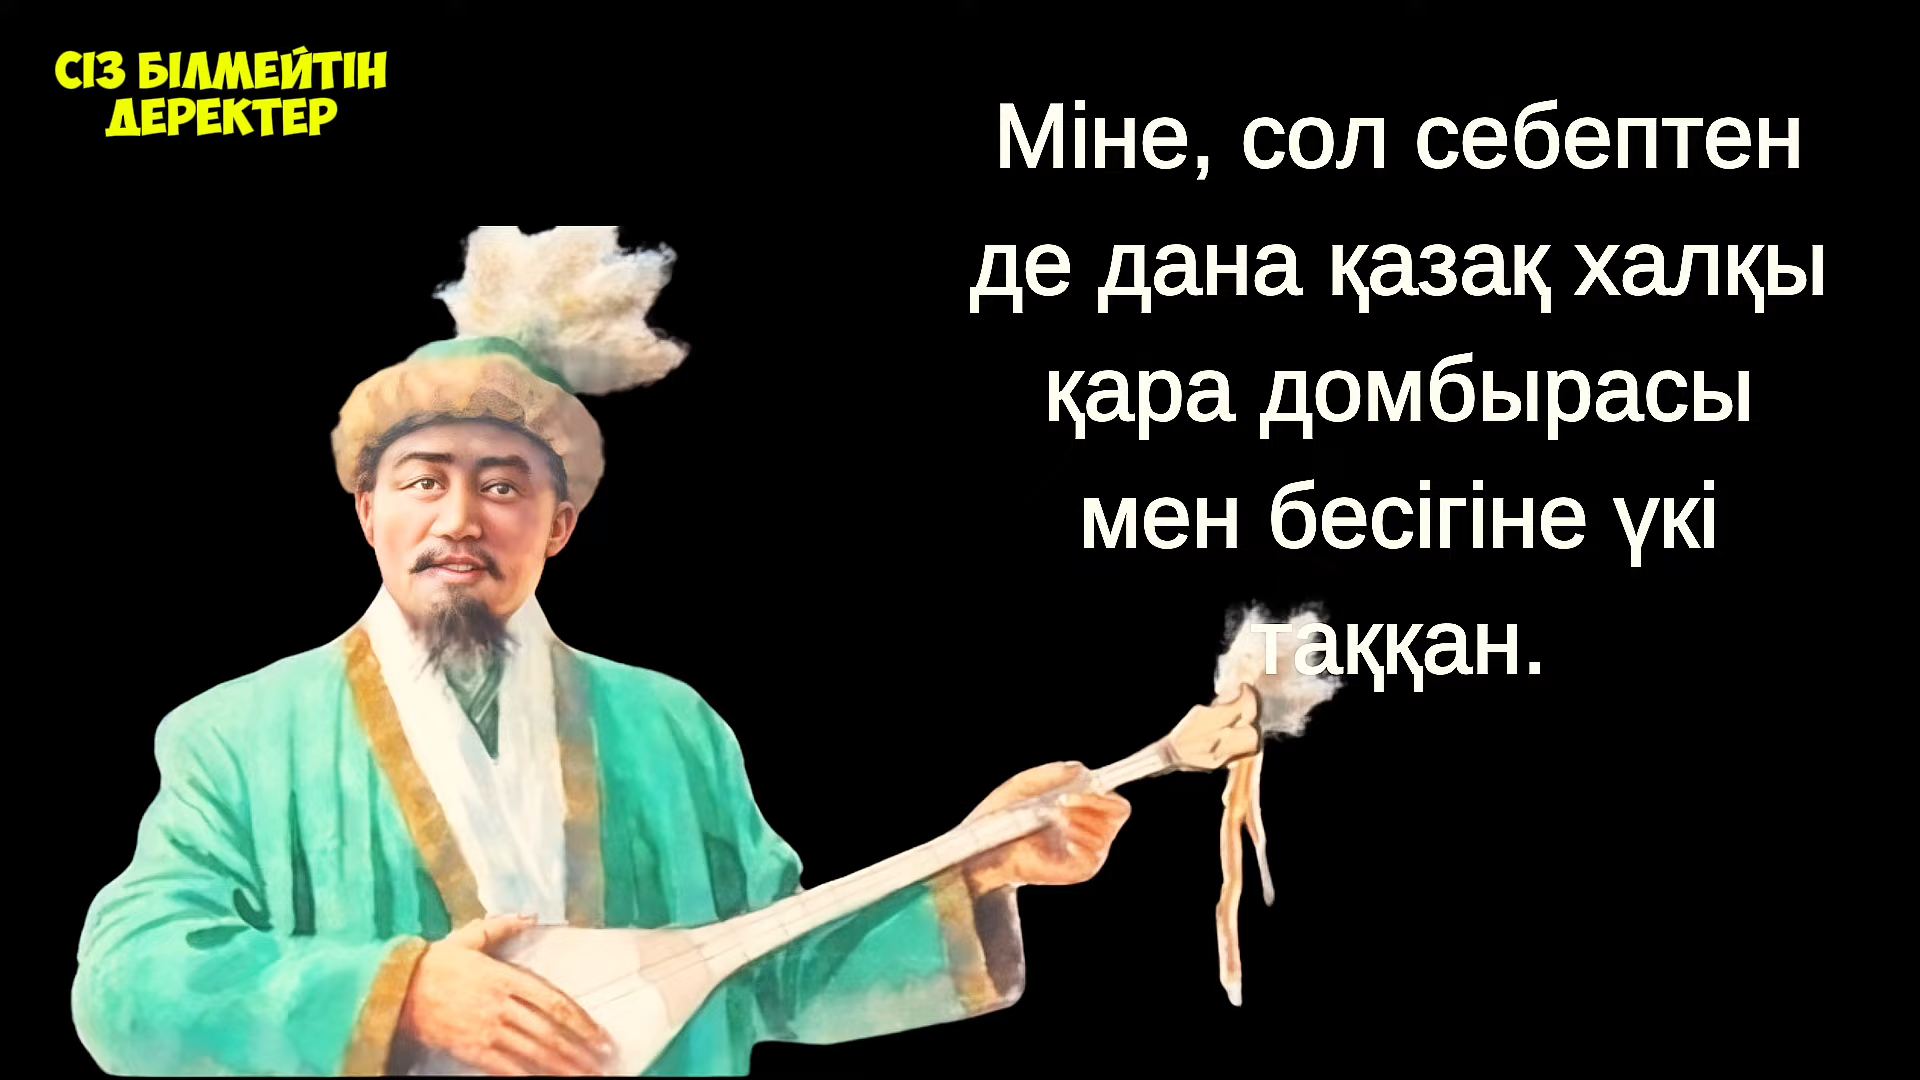 СІЗ БІЛМЕЙТІН
ДЕРЕКТЕР
Міне, сол себептен
де дана қазақ халқы
қара домбырасы
мен бесігіне үкі
таққан.